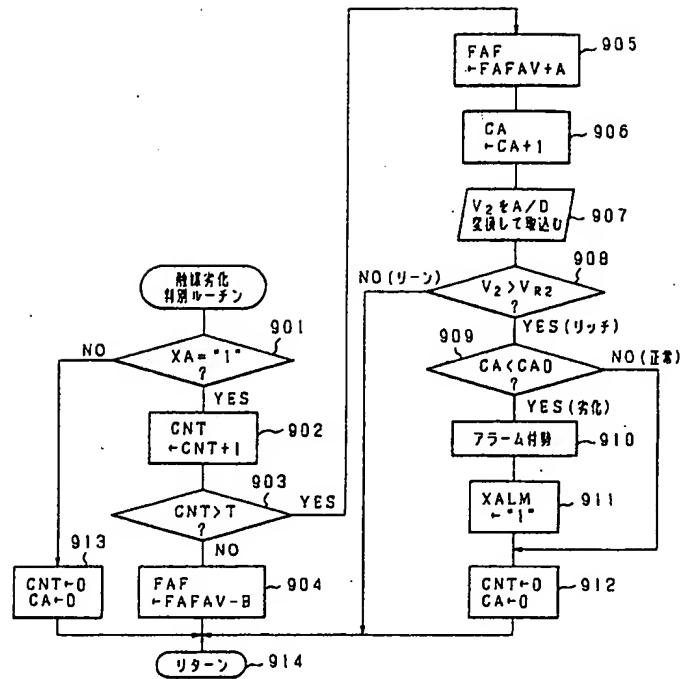 触媒劣化
判別ルーチン
901
XA="1"
?
NO
YES
CNT
←CNT+1
902
903
CNT>T
?
YES
NO
FAF
←FAFAV-B
904
913
CNT←0
CA←0
リターン
914
FAF
←FAFAV+A
905
CA
←CA+1
906
V2をA/D
変換して取込む
907
908
V2>VR2
?
NO(リーン)
YES(リッチ)
909
CA<CAO
?
NO(正常)
YES(劣化)
アラーム付勢
910
XALM
←"1"
911
CNT←0
CA←0
912